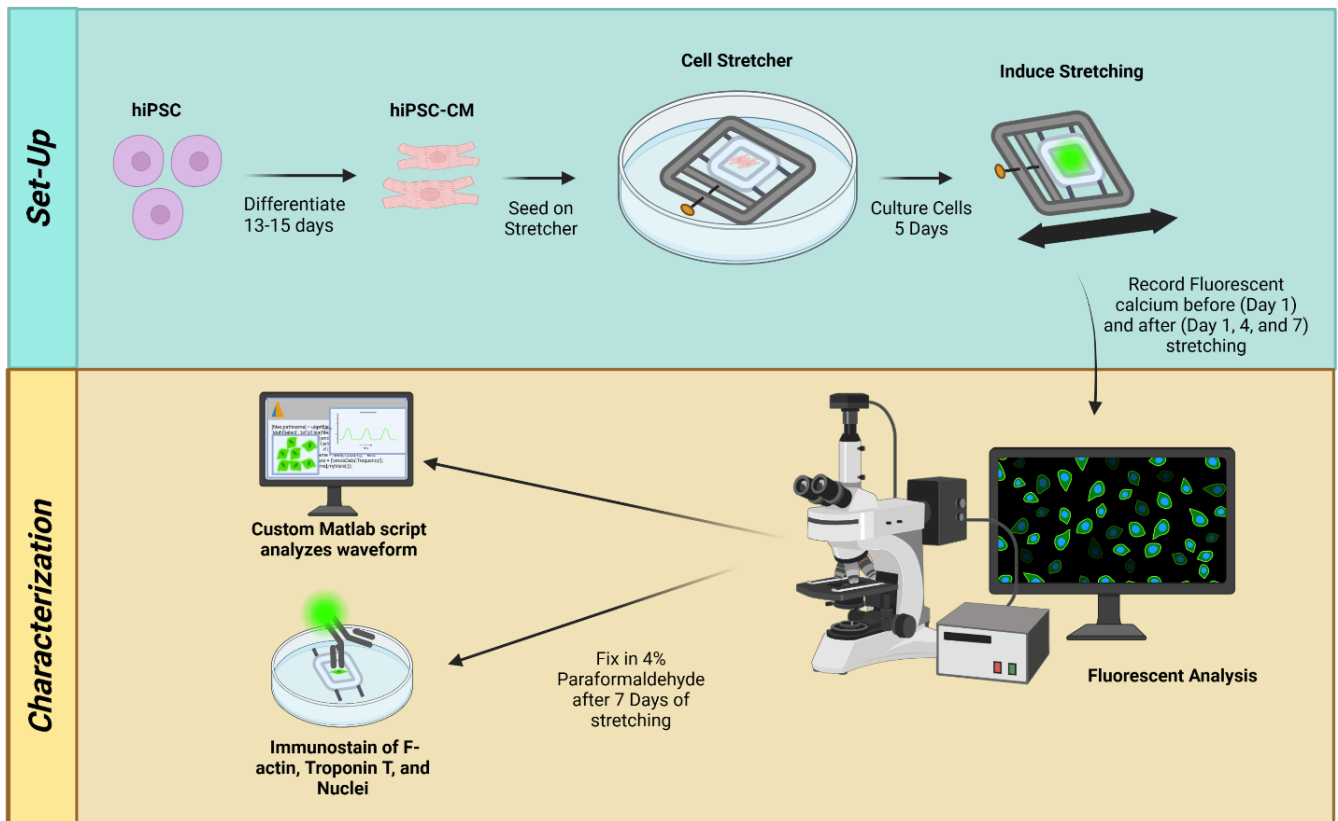 Set-Up
hiPSC
Differentiate
13-15 days
hiPSC-CM
Seed on
Stretcher
Cell Stretcher
Culture Cells
5 Days
Induce Stretching
Record Fluorescent
calcium before (Day 1)
and after (Day 1, 4, and 7)
stretching
Characterization
Custom Matlab script
analyzes waveform
Fluorescent Analysis
Fix in 4%
Paraformaldehyde
after 7 Days of
stretching
Immunostain of F-
actin, Troponin T, and
Nuclei